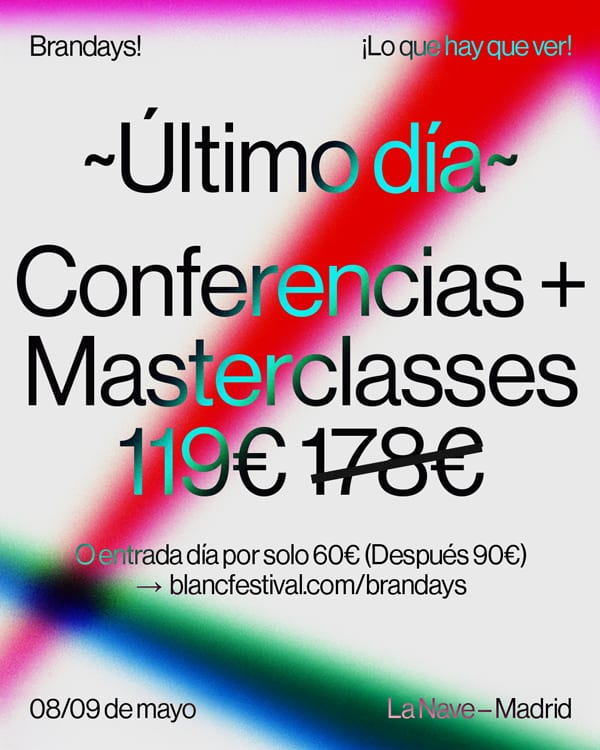 Brandays!
¡Lo que hay que ver!
~Último día~
Conferencias +
Masterclasses
119€ 178€
O entrada día por solo 60€ (Después 90€)
→ blancfestival.com/brandays
08/09 de mayo
La Nave – Madrid